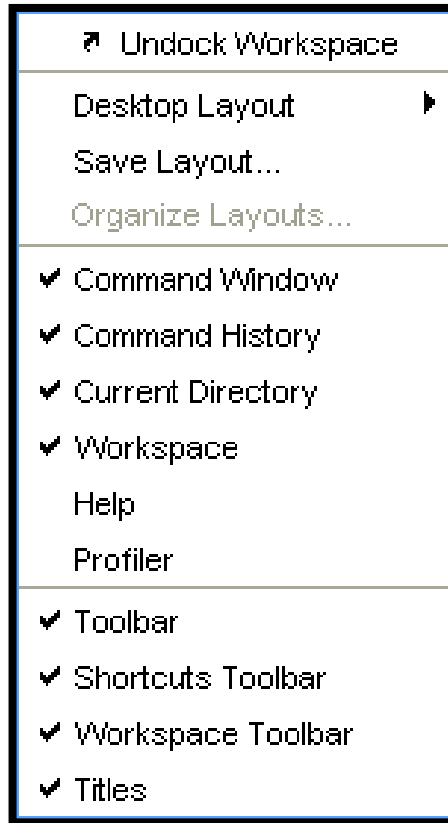 Undock Workspace
Desktop Layout
Save Layout...
Organize Layouts...
Command Window
Command History
Current Directory
Workspace
Help
Profiler
Toolbar
Shortcuts Toolbar
Workspace Toolbar
Titles